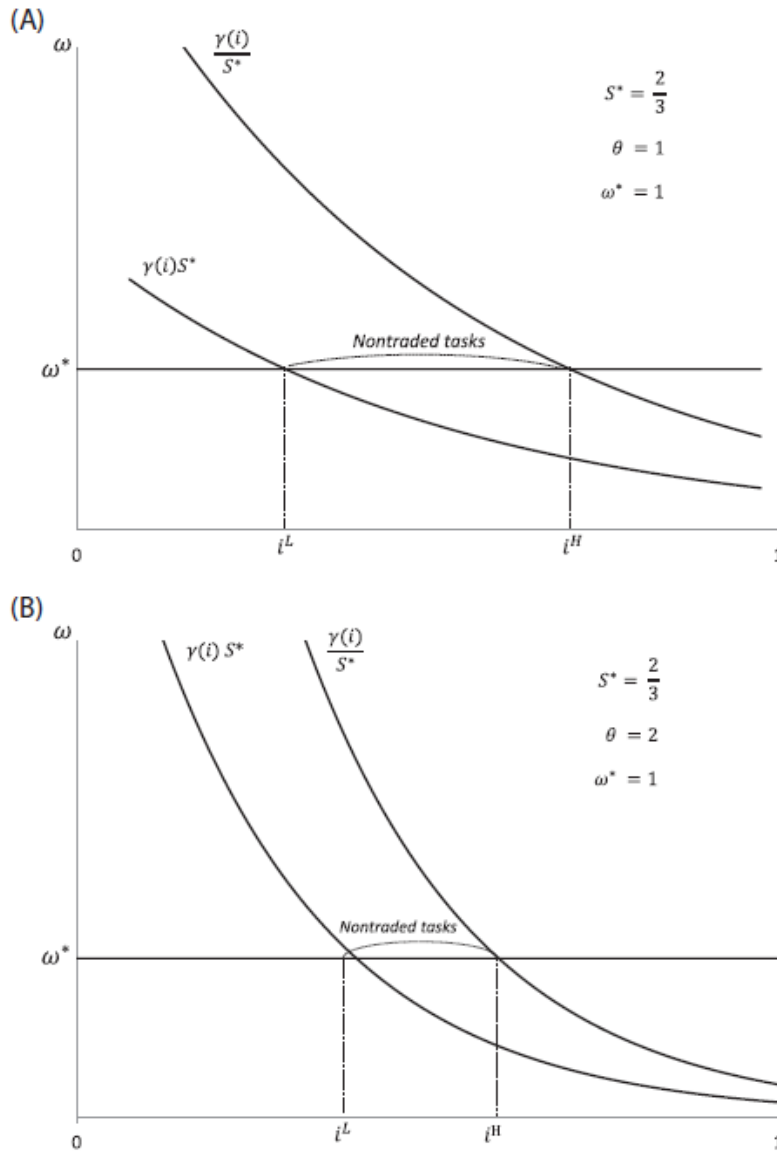 (A)
ω
γ(i)
S*
S* = 2/3
θ = 1
ω* = 1
γ(i)S*
Nontraded tasks
ω*
0
i^L
i^H
1
(B)
ω
γ(i) S*
γ(i)
S*
S* = 2/3
θ = 2
ω* = 1
Nontraded tasks
ω*
0
i^L
i^H
1